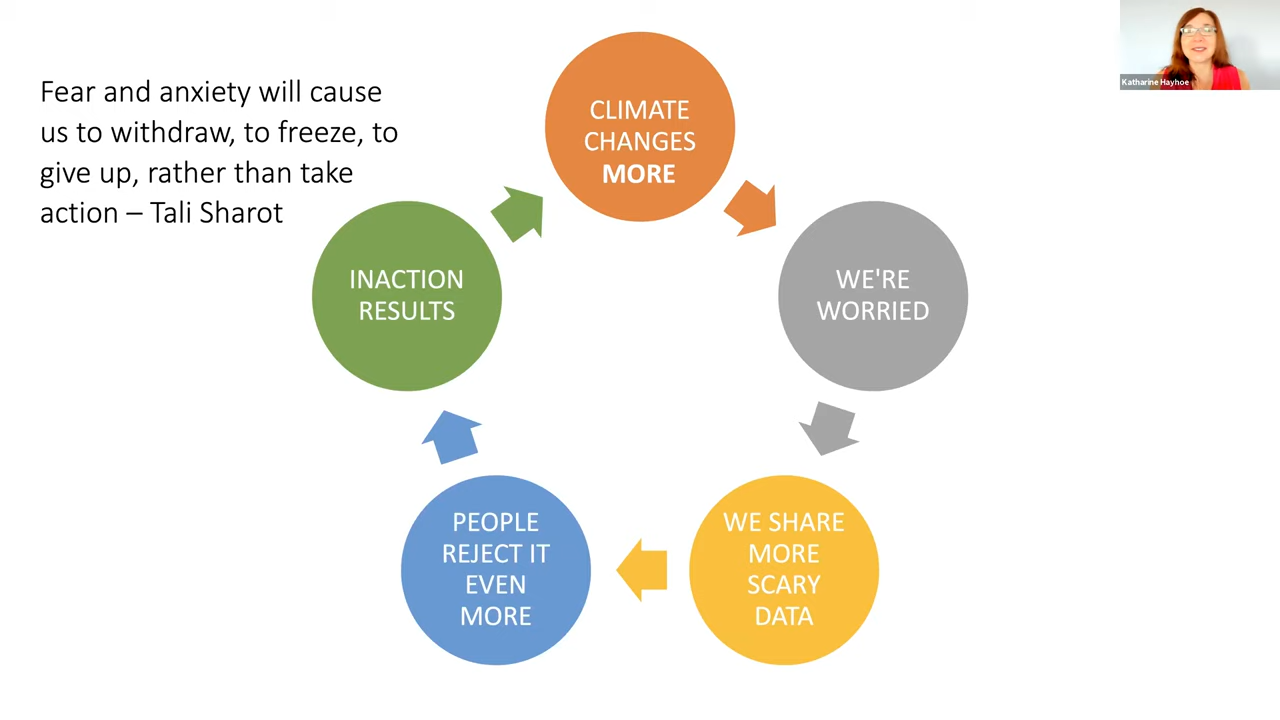 Fear and anxiety will cause
us to withdraw, to freeze, to
give up, rather than take
action – Tali Sharot
CLIMATE
CHANGES
MORE
WE'RE
WORRIED
WE SHARE
MORE
SCARY
DATA
PEOPLE
REJECT IT
EVEN
MORE
INACTION
RESULTS
Katharine Hayhoe